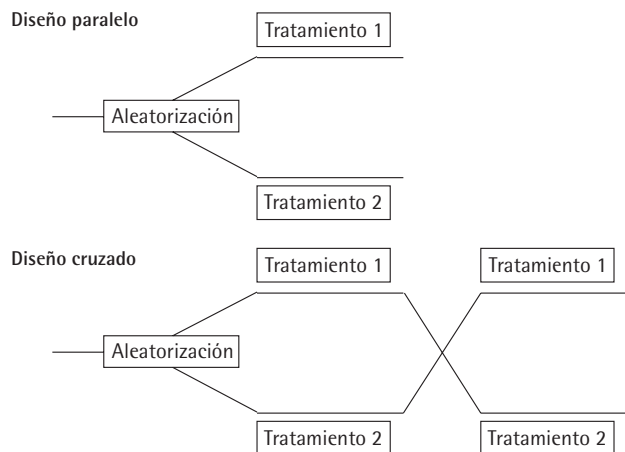 Diseño paralelo
Tratamiento 1
Aleatorización
Tratamiento 2
Diseño cruzado
Tratamiento 1
Tratamiento 1
Aleatorización
Tratamiento 2
Tratamiento 2